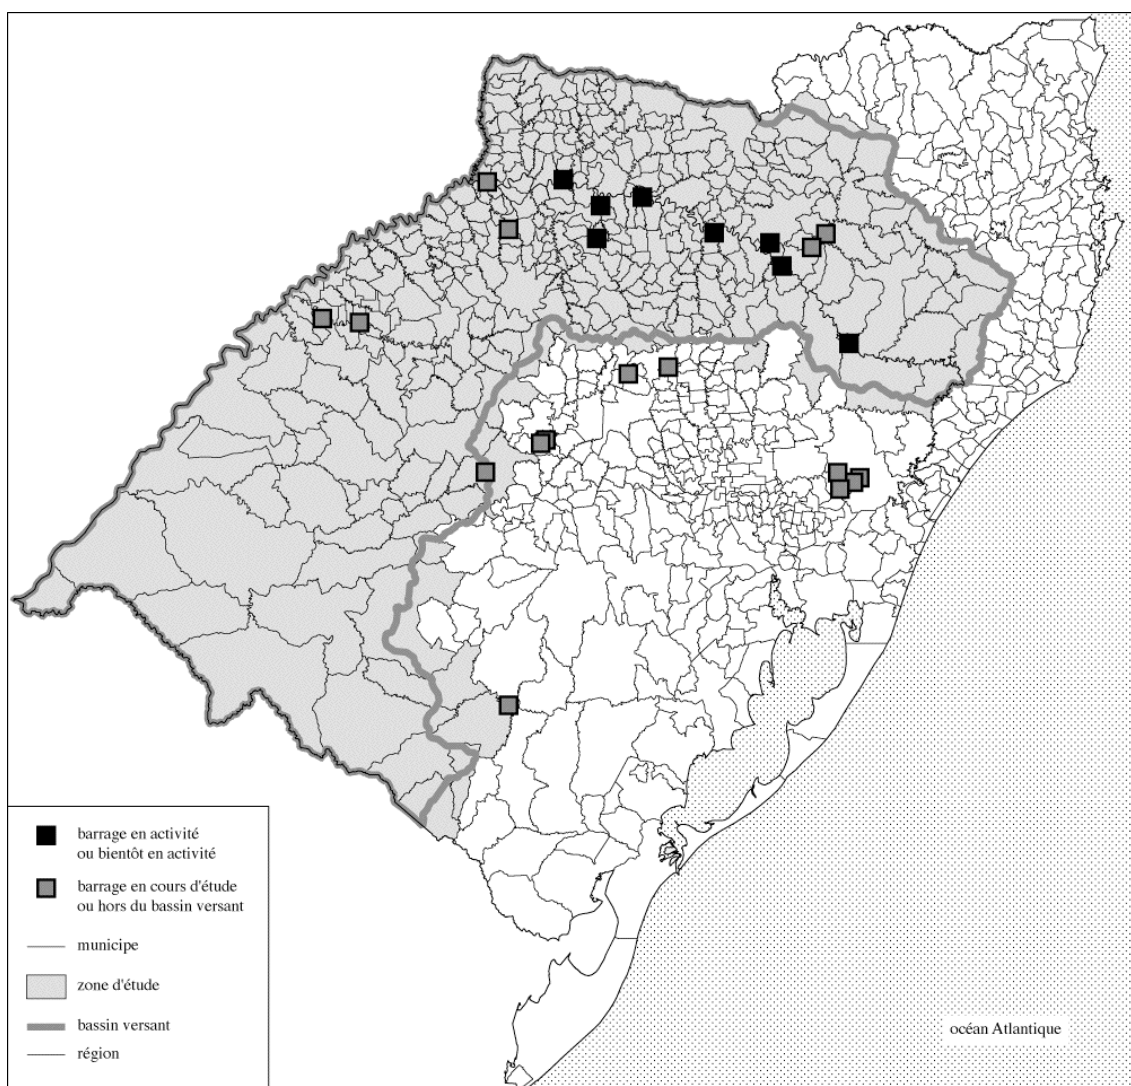 barrage en activité
ou bientôt en activité
barrage en cours d'étude
ou hors du bassin versant
municipe
zone d'étude
bassin versant
région
océan Atlantique